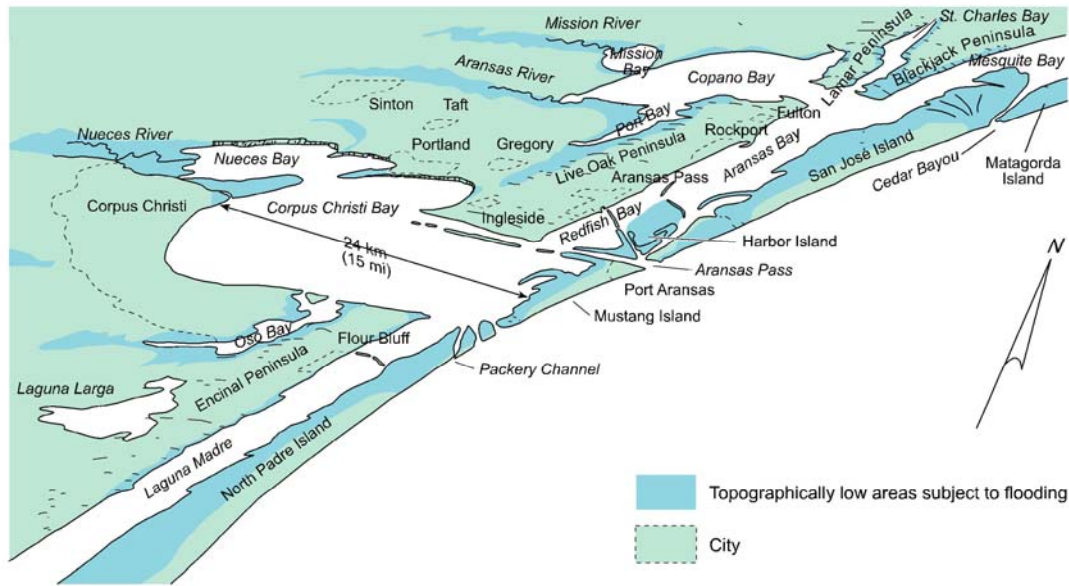 Mission River
St. Charles Bay
Mission
Bay
Lamar Peninsula
Blackjack Peninsula
Mesquite Bay
Aransas River
Copano Bay
Sinton
Taft
Port Bay
Fulton
Nueces River
Portland
Gregory
Rockport
Nueces Bay
Live Oak Peninsula
Aransas Bay
San José Island
Cedar Bayou
Matagorda
Island
Aransas Pass
Corpus Christi
Corpus Christi Bay
Ingleside
Redfish Bay
Harbor Island
24 km
(15 mi)
Aransas Pass
N
Port Aransas
Mustang Island
Oso Bay
Flour Bluff
Packery Channel
Encinal Peninsula
Laguna Larga
Laguna Madre
North Padre Island
Topographically low areas subject to flooding
City